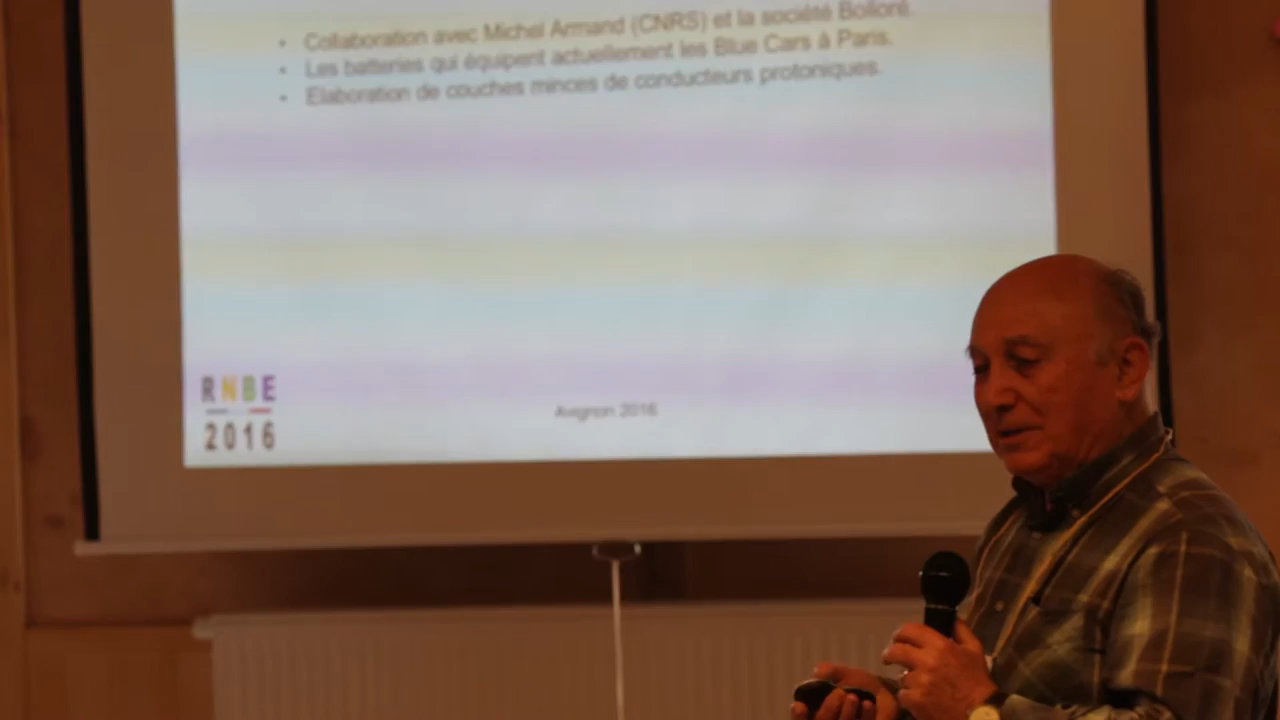 • Collaboration avec Michel Armand (CNRS) et la société Bolloré.
• Les batteries qui équipent actuellement les Blue Cars à Paris.
• Elaboration de couches minces de conducteurs protoniques.
RNBE
2016
Avignon 2016